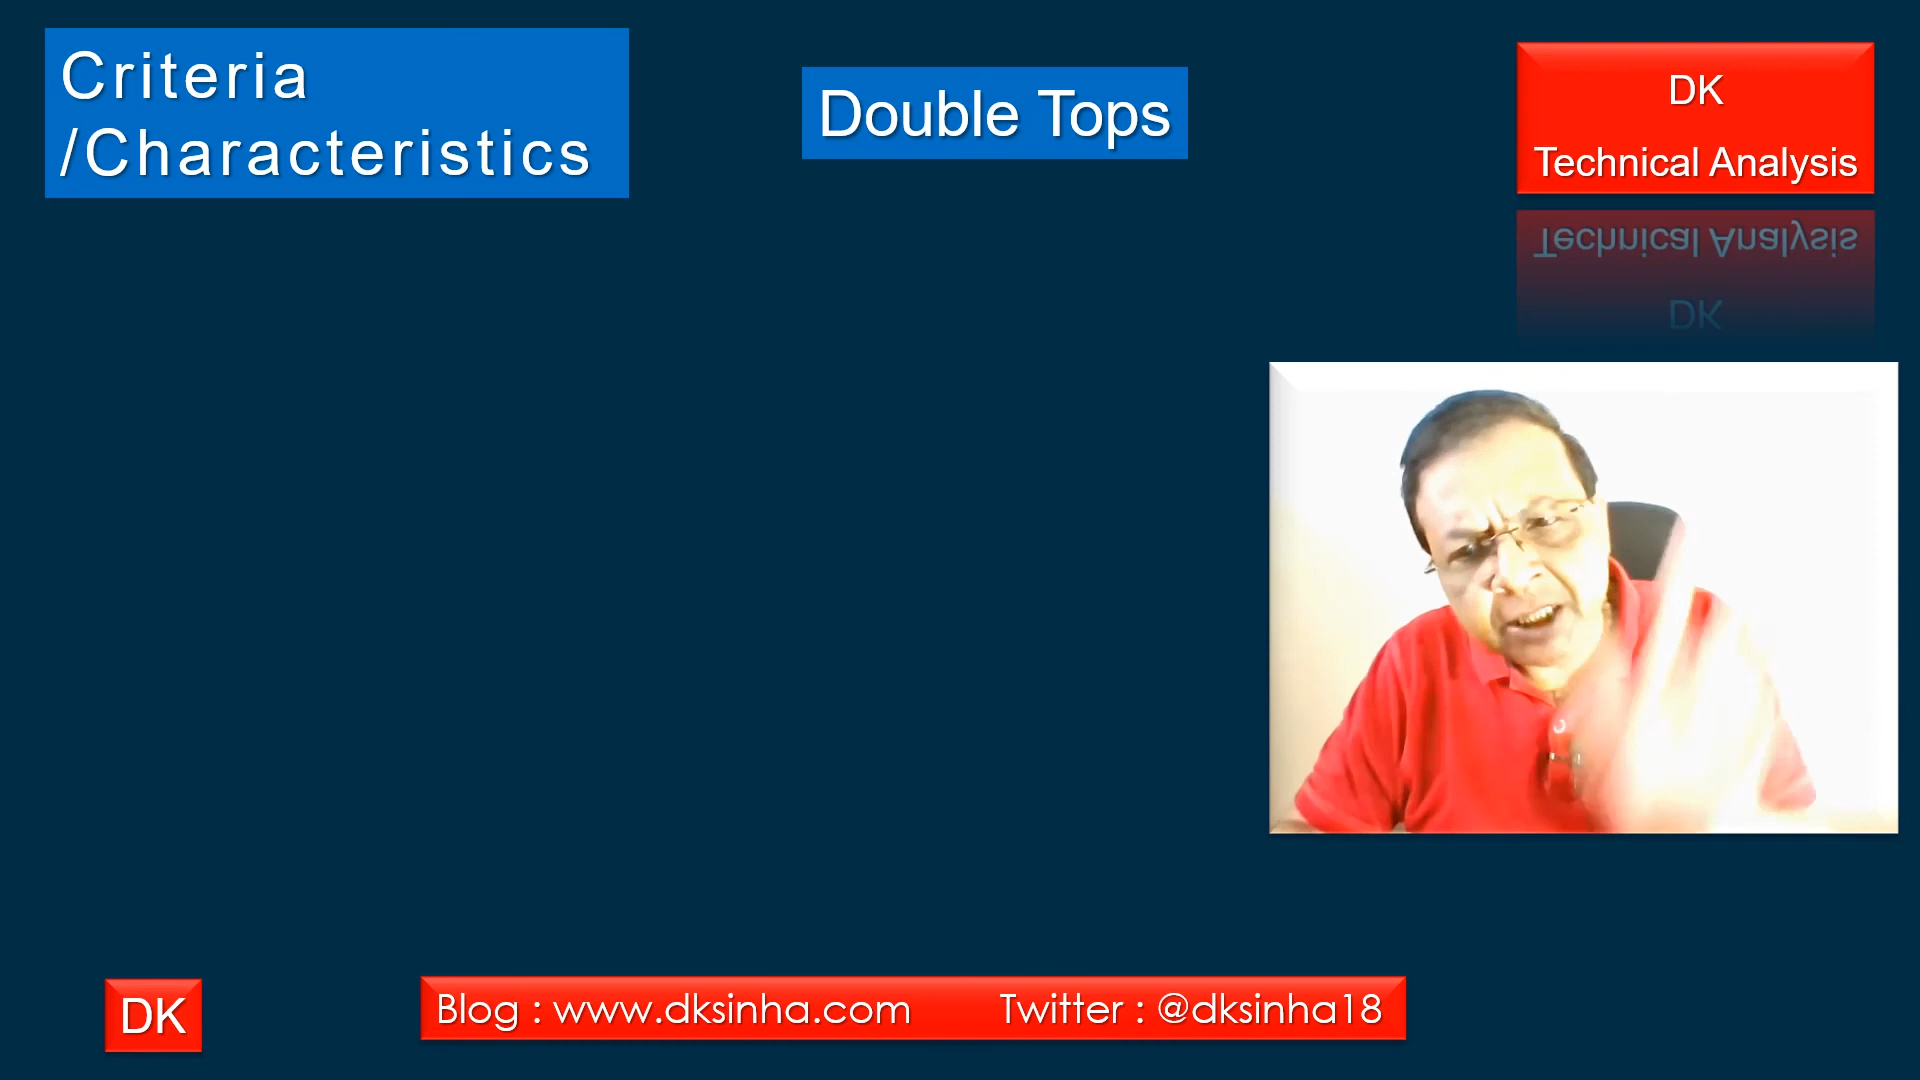 Criteria
/Characteristics
Double Tops
DK
Technical Analysis
Technical Analysis
DK
DK
Blog : www.dksinha.com Twitter : @dksinha18